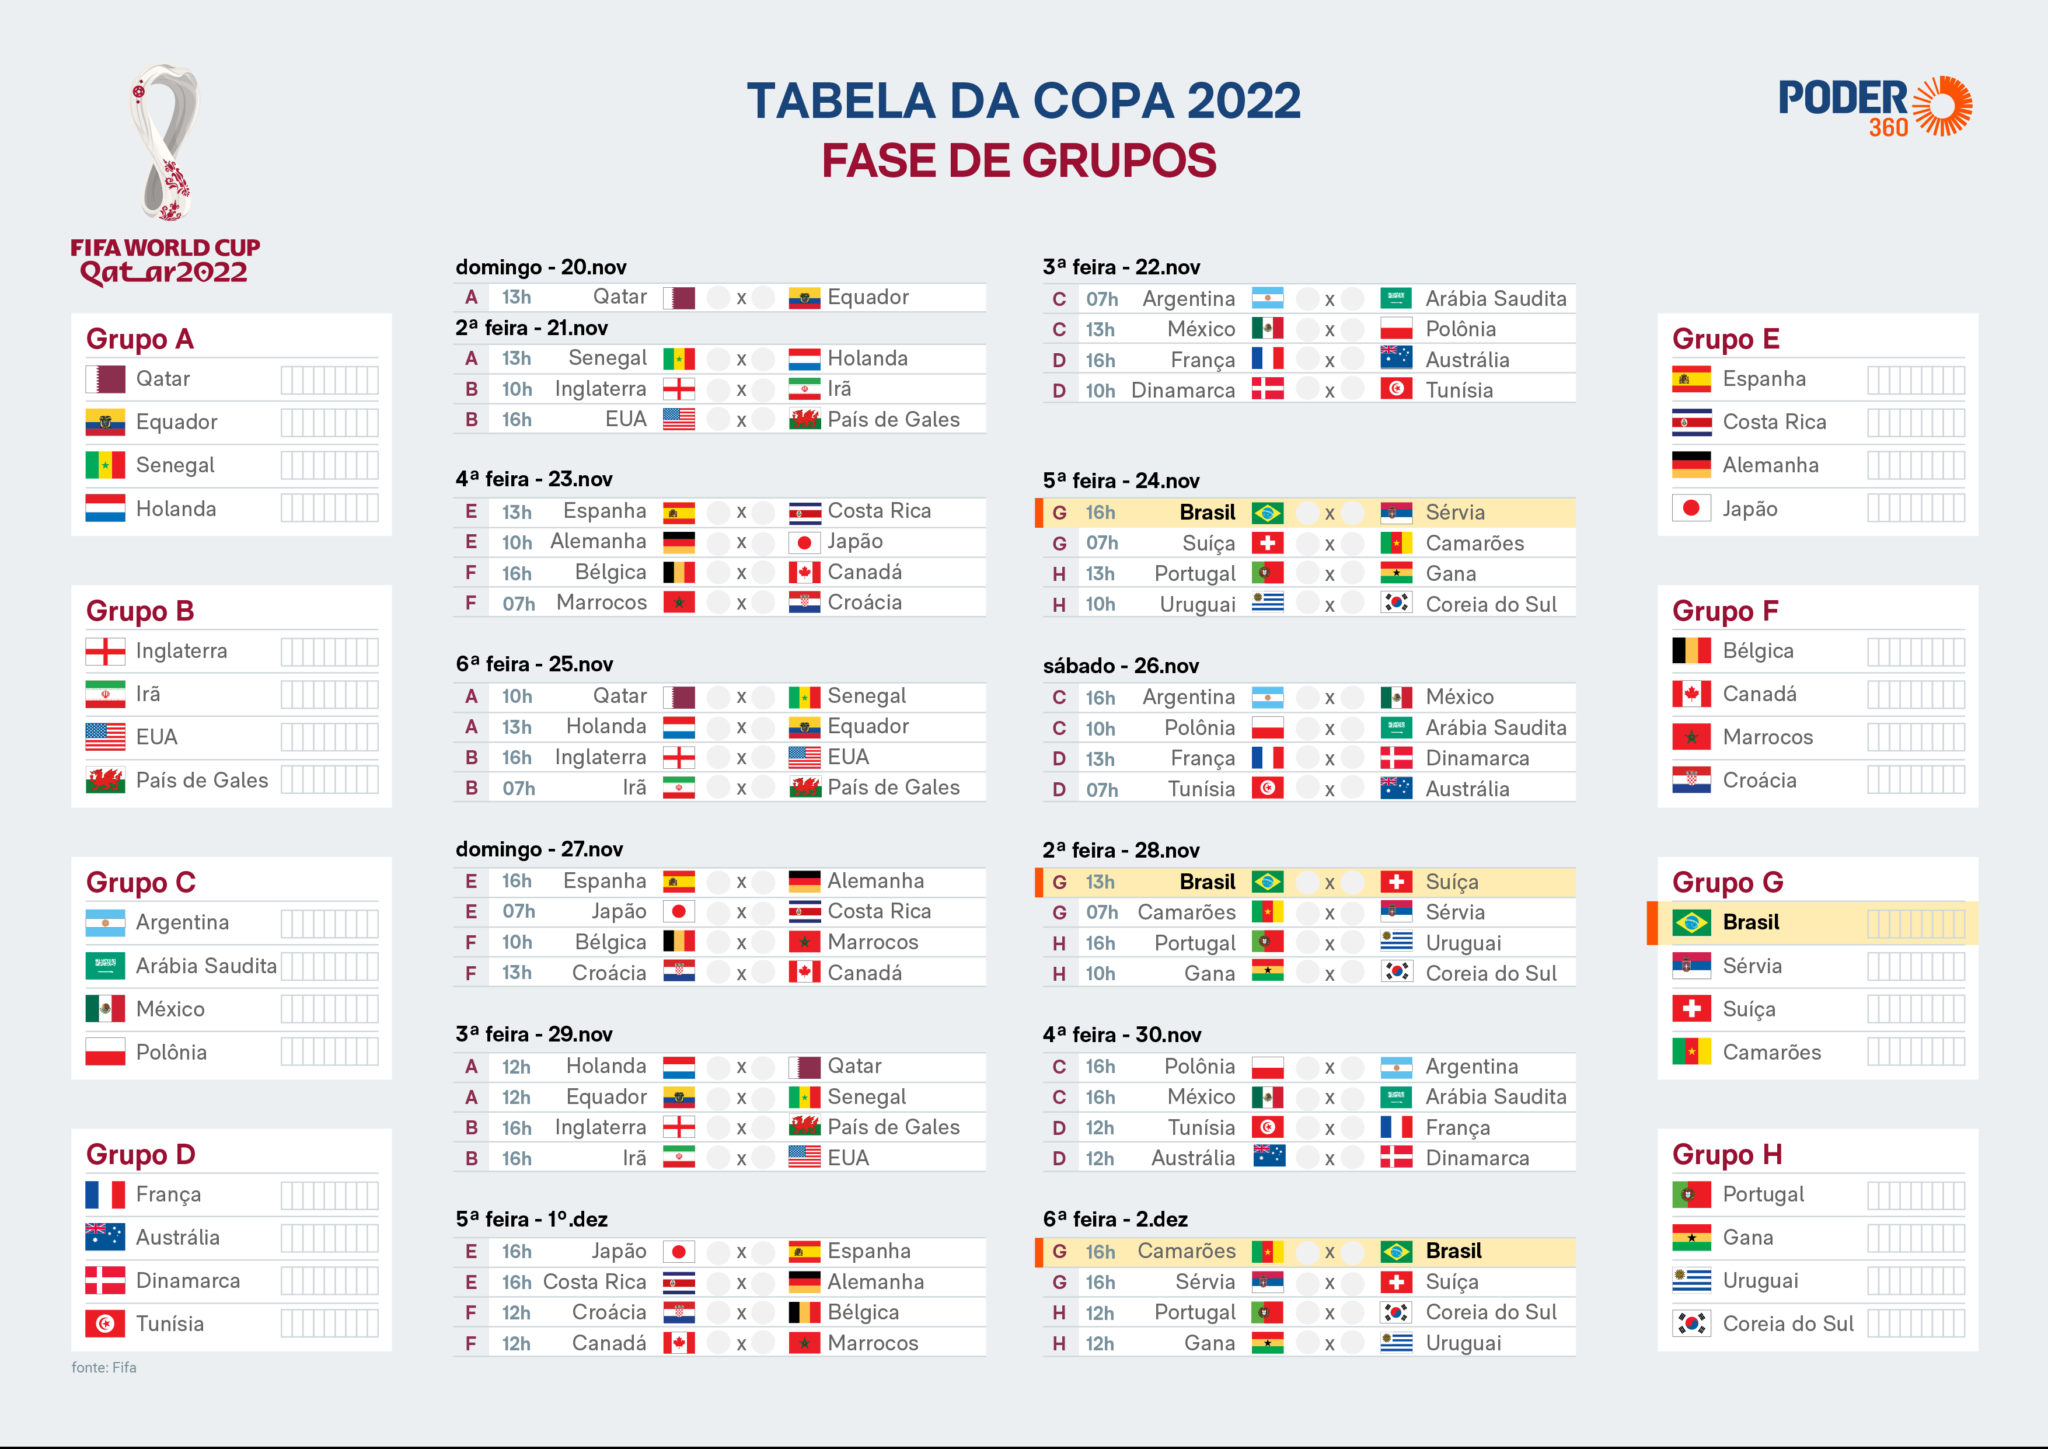 TABELA DA COPA 2022
FASE DE GRUPOS
PODER
360
FIFA WORLD CUP
Qatar2022
Grupo A
Qatar
Equador
Senegal
Holanda
Grupo B
Inglaterra
Irã
EUA
País de Gales
Grupo C
Argentina
Arábia Saudita
México
Polônia
Grupo D
França
Austrália
Dinamarca
Tunísia
fonte: Fifa
domingo - 20.nov
A 13h Qatar x Equador
2ª feira - 21.nov
A 13h Senegal x Holanda
B 10h Inglaterra x Irã
B 16h EUA x País de Gales
3ª feira - 22.nov
C 07h Argentina x Arábia Saudita
C 13h México x Polônia
D 16h França x Austrália
D 10h Dinamarca x Tunísia
4ª feira - 23.nov
E 13h Espanha x Costa Rica
E 10h Alemanha x Japão
F 16h Bélgica x Canadá
F 07h Marrocos x Croácia
5ª feira - 24.nov
G 16h Brasil x Sérvia
G 07h Suíça x Camarões
H 13h Portugal x Gana
H 10h Uruguai x Coreia do Sul
6ª feira - 25.nov
A 10h Qatar x Senegal
A 13h Holanda x Equador
B 16h Inglaterra x EUA
B 07h Irã x País de Gales
sábado - 26.nov
C 16h Argentina x México
C 10h Polônia x Arábia Saudita
D 13h França x Dinamarca
D 07h Tunísia x Austrália
domingo - 27.nov
E 16h Espanha x Alemanha
E 07h Japão x Costa Rica
F 10h Bélgica x Marrocos
F 13h Croácia x Canadá
2ª feira - 28.nov
G 13h Brasil x Suíça
G 07h Camarões x Sérvia
H 16h Portugal x Uruguai
H 10h Gana x Coreia do Sul
3ª feira - 29.nov
A 12h Holanda x Qatar
A 12h Equador x Senegal
B 16h Inglaterra x País de Gales
B 16h Irã x EUA
4ª feira - 30.nov
C 16h Polônia x Argentina
C 16h México x Arábia Saudita
D 12h Tunísia x França
D 12h Austrália x Dinamarca
5ª feira - 1º.dez
E 16h Japão x Espanha
E 16h Costa Rica x Alemanha
F 12h Croácia x Bélgica
F 12h Canadá x Marrocos
6ª feira - 2.dez
G 16h Camarões x Brasil
G 16h Sérvia x Suíça
H 12h Portugal x Coreia do Sul
H 12h Gana x Uruguai
Grupo E
Espanha
Costa Rica
Alemanha
Japão
Grupo F
Bélgica
Canadá
Marrocos
Croácia
Grupo G
Brasil
Sérvia
Suíça
Camarões
Grupo H
Portugal
Gana
Uruguai
Coreia do Sul